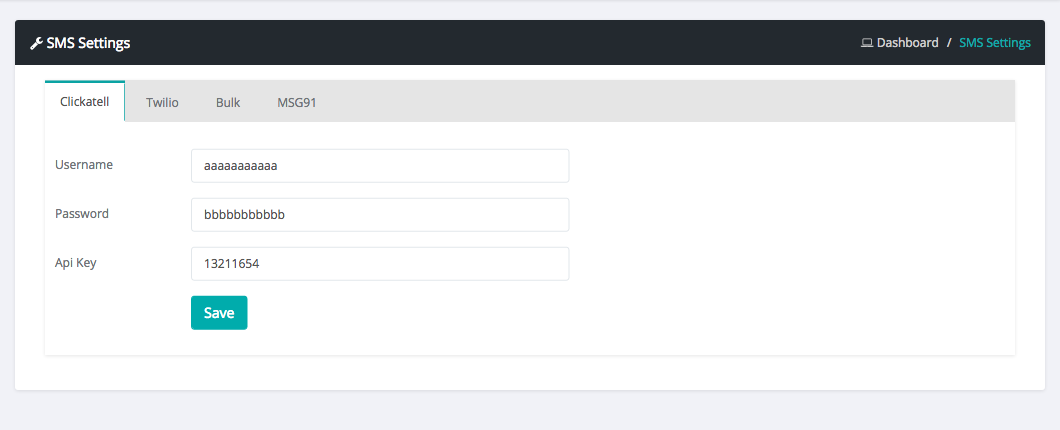 SMS Settings
Dashboard / SMS Settings
Clickatell Twilio Bulk MSG91
Username aaaaaaaaaaa
Password bbbbbbbbbbb
Api Key 13211654
Save